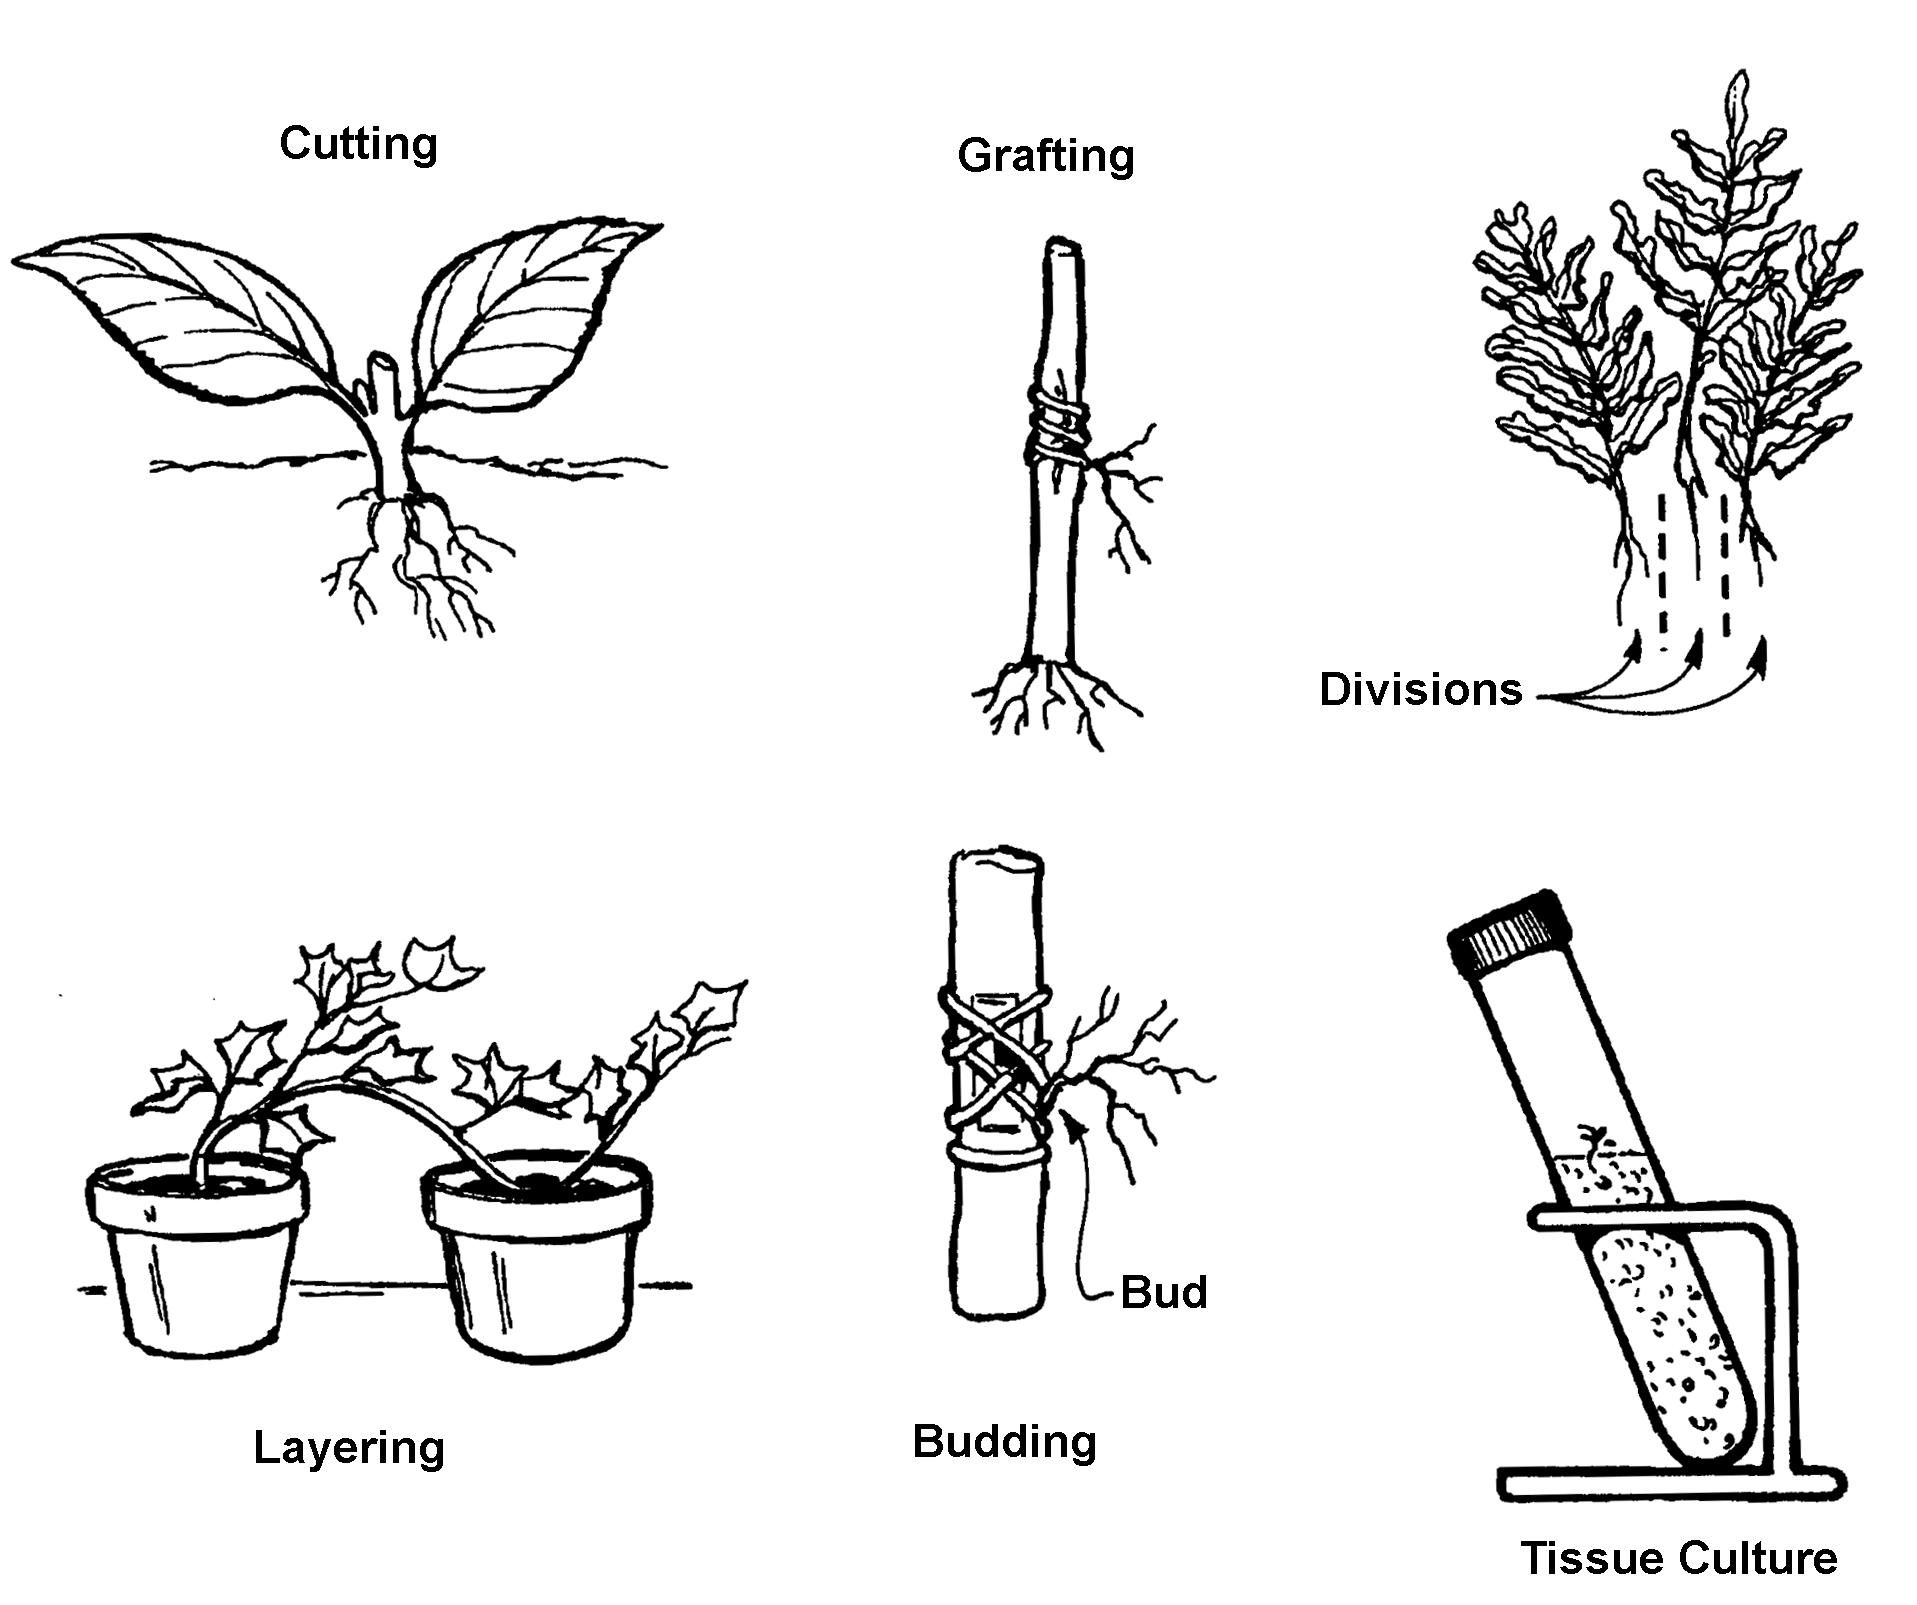 Cutting
Grafting
Divisions
Layering
Budding
Bud
Tissue Culture